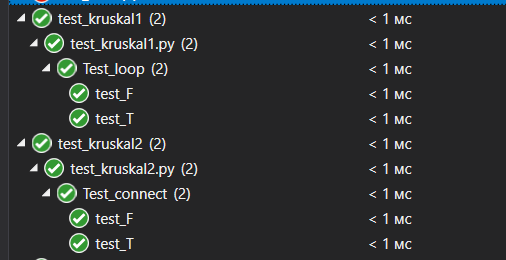 test_kruskal1 (2) < 1 мс
test_kruskal1.py (2) < 1 мс
Test_loop (2) < 1 мс
test_F < 1 мс
test_T < 1 мс
test_kruskal2 (2) < 1 мс
test_kruskal2.py (2) < 1 мс
Test_connect (2) < 1 мс
test_F < 1 мс
test_T < 1 мс